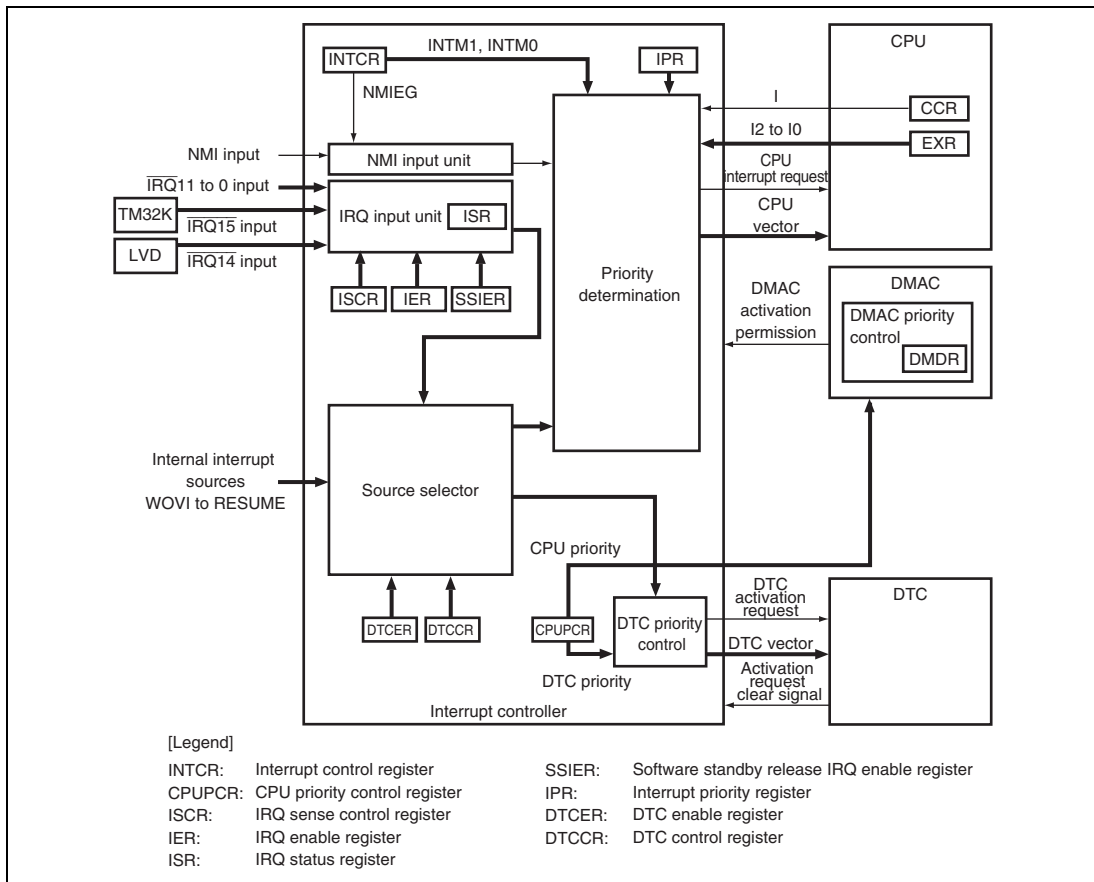 INTCR
INTM1, INTM0
IPR
CPU
NMIEG
I
CCR
I2 to I0
EXR
NMI input
NMI input unit
CPU
interrupt request
IRQ11 to 0 input
TM32K
IRQ15 input
IRQ input unit
ISR
CPU
vector
LVD
IRQ14 input
Priority
determination
ISCR
IER
SSIER
DMAC
DMAC
activation
permission
DMAC priority
control
DMDR
Internal interrupt
sources
WOVI to RESUME
Source selector
CPU priority
DTC
activation
request
DTC
DTCER
DTCCR
CPUPCR
DTC priority
control
DTC vector
DTC priority
Activation
request
clear signal
Interrupt controller
[Legend]
INTCR: Interrupt control register
CPUPCR: CPU priority control register
ISCR: IRQ sense control register
IER: IRQ enable register
ISR: IRQ status register
SSIER: Software standby release IRQ enable register
IPR: Interrupt priority register
DTCER: DTC enable register
DTCCR: DTC control register